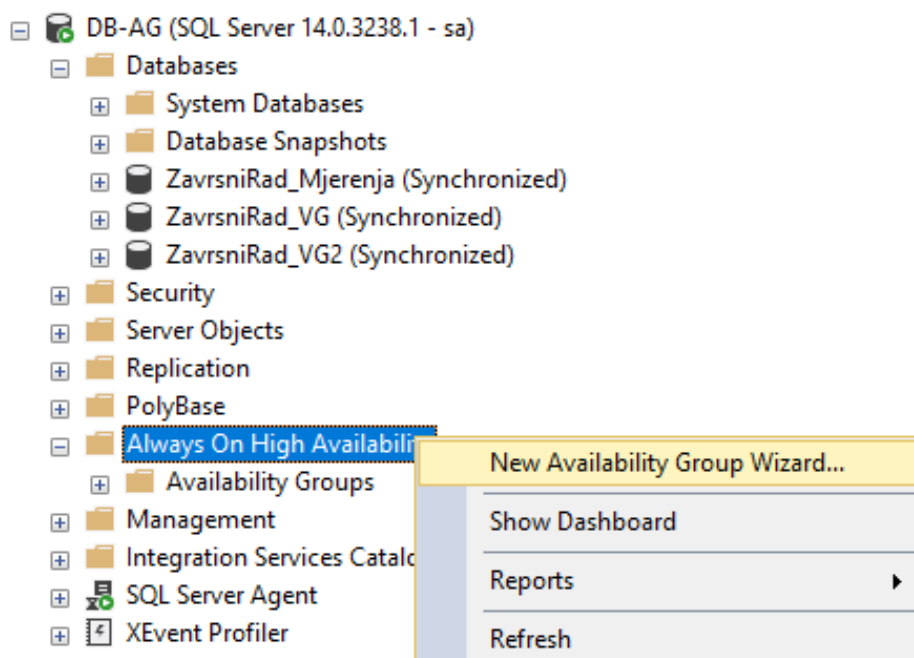 DB-AG (SQL Server 14.0.3238.1 - sa)
Databases
System Databases
Database Snapshots
ZavrsniRad_Mjerenja (Synchronized)
ZavrsniRad_VG (Synchronized)
ZavrsniRad_VG2 (Synchronized)
Security
Server Objects
Replication
PolyBase
Always On High Availabili
New Availability Group Wizard...
Availability Groups
Show Dashboard
Management
Integration Services Catalo
Reports
SQL Server Agent
XEvent Profiler
Refresh